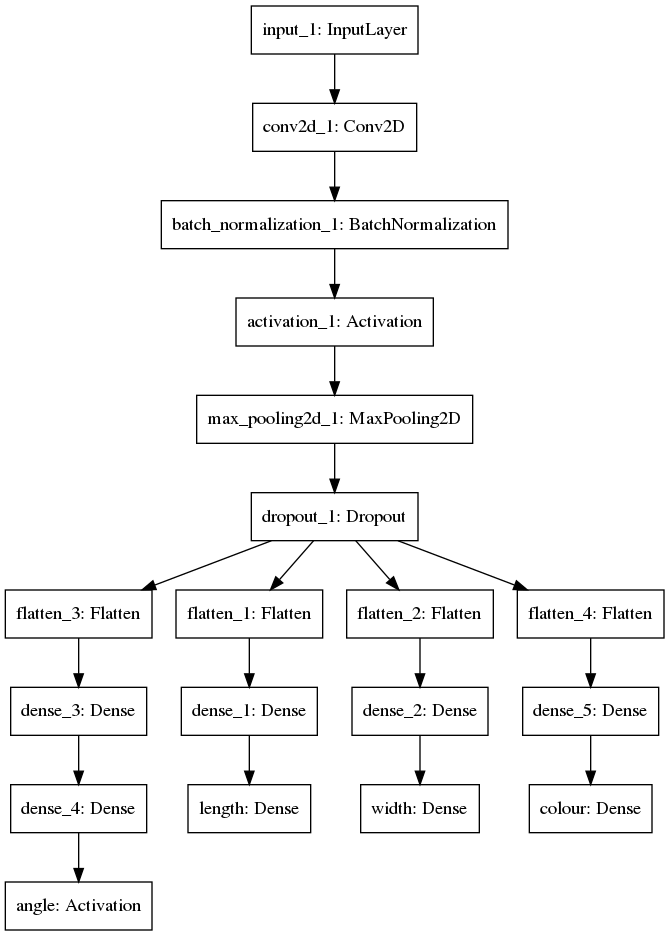 input_1: InputLayer
conv2d_1: Conv2D
batch_normalization_1: BatchNormalization
activation_1: Activation
max_pooling2d_1: MaxPooling2D
dropout_1: Dropout
flatten_3: Flatten
flatten_1: Flatten
flatten_2: Flatten
flatten_4: Flatten
dense_3: Dense
dense_1: Dense
dense_2: Dense
dense_5: Dense
dense_4: Dense
length: Dense
width: Dense
colour: Dense
angle: Activation